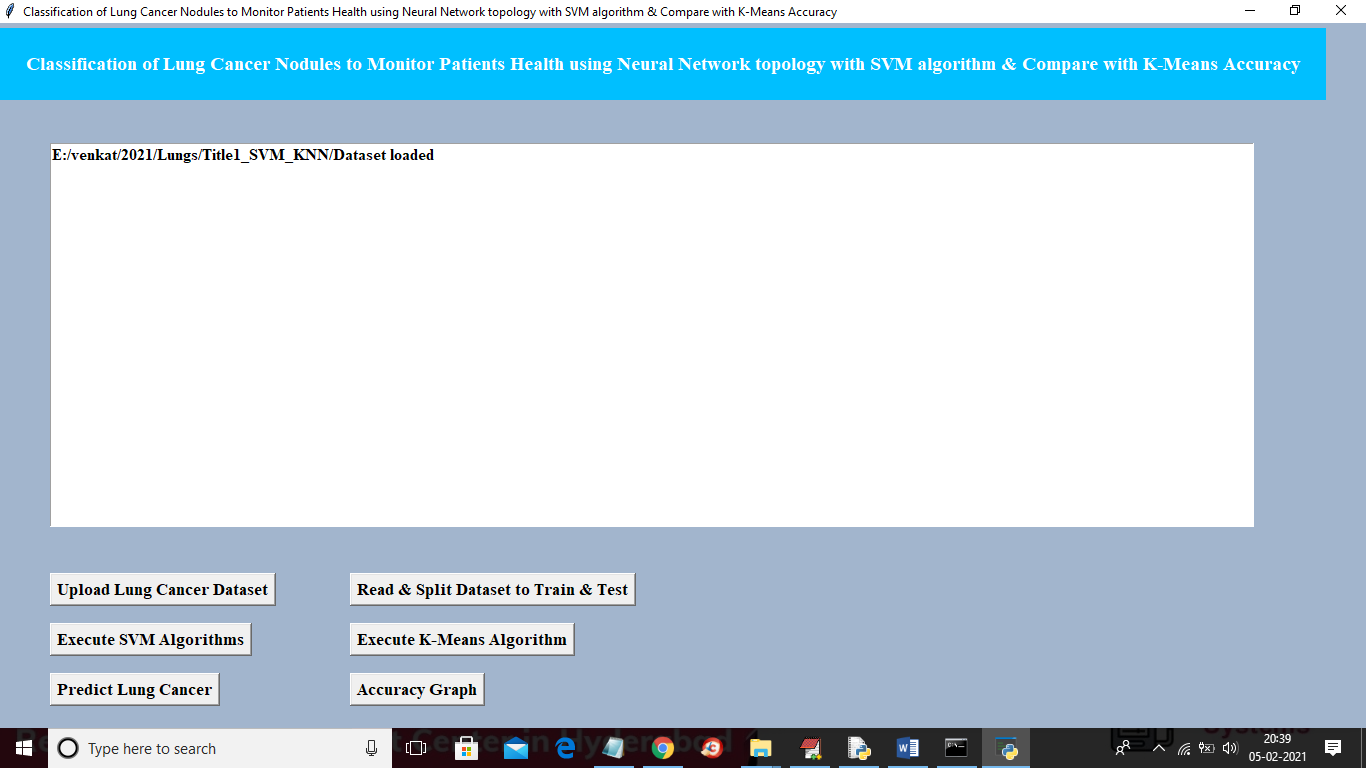 Classification of Lung Cancer Nodules to Monitor Patients Health using Neural Network topology with SVM algorithm & Compare with K-Means Accuracy
Classification of Lung Cancer Nodules to Monitor Patients Health using Neural Network topology with SVM algorithm & Compare with K-Means Accuracy
E:/venkat/2021/Lungs/Title1_SVM_KNN/Dataset loaded
Upload Lung Cancer Dataset
Read & Split Dataset to Train & Test
Execute SVM Algorithms
Execute K-Means Algorithm
Predict Lung Cancer
Accuracy Graph
Type here to search
Systems
20:39
05-02-2021